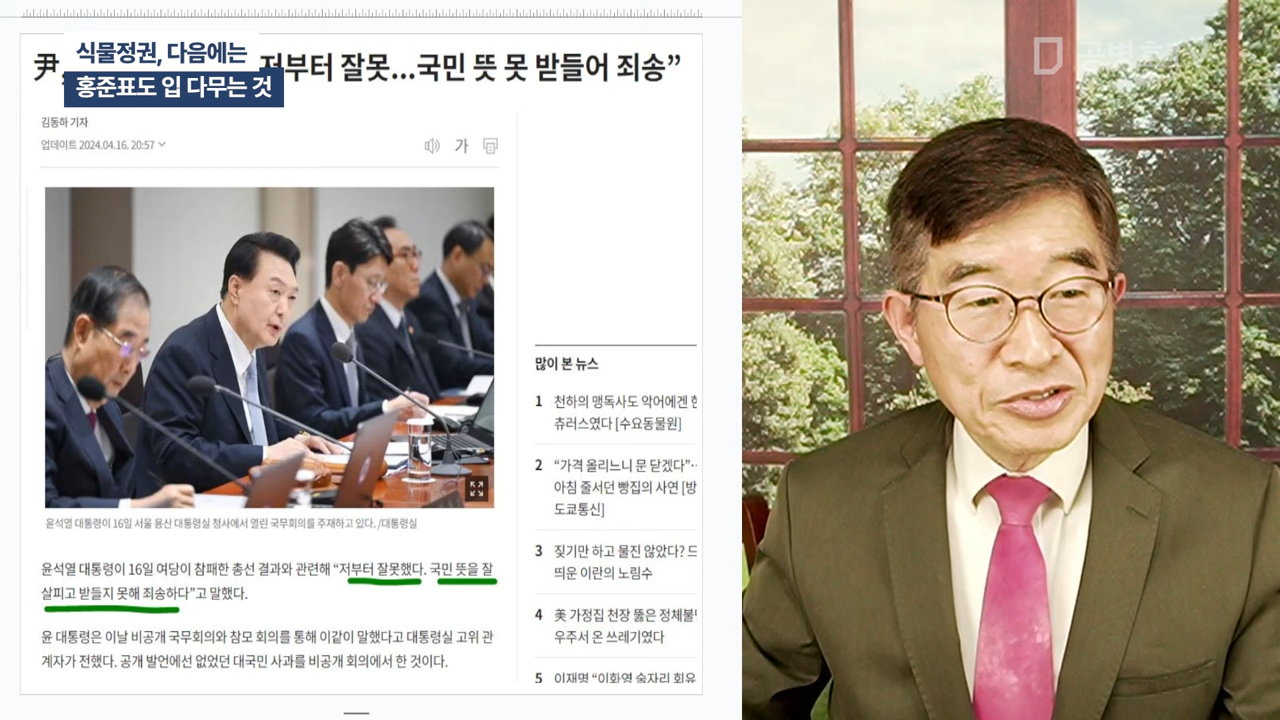 식물정권, 다음에는
홍준표도 입 다무는 것
尹 저부터 잘못...국민 뜻 못 받들어 죄송”
김동하 기자
업데이트 2024.04.16. 20:57
가
윤석열 대통령이 16일 서울 용산 대통령실 청사에서 열린 국무회의를 주재하고 있다. /대통령실
윤석열 대통령이 16일 여당이 참패한 총선 결과와 관련해 “저부터 잘못했다. 국민 뜻을 잘
살피고 받들지 못해 죄송하다”고 말했다.
윤 대통령은 이날 비공개 국무회의와 참모 회의를 통해 이같이 말했다고 대통령실 고위 관
계자가 전했다. 공개 발언에선 없었던 대국민 사과를 비공개 회의에서 한 것이다.
많이 본 뉴스
1 천하의 맹독사도 악어에겐
츄러스였다 [수요동물원]
2 “가격 올리느니 문 닫겠다”
아침 줄서던 빵집의 사연 [방
도쿄통신]
3 짖기만 하고 물진 않았다?
띄운 이란의 노림수
4 美 가정집 천장 뚫은 정체불
우주서 온 쓰레기였다
5 이재명 “이화영 술자리 회유